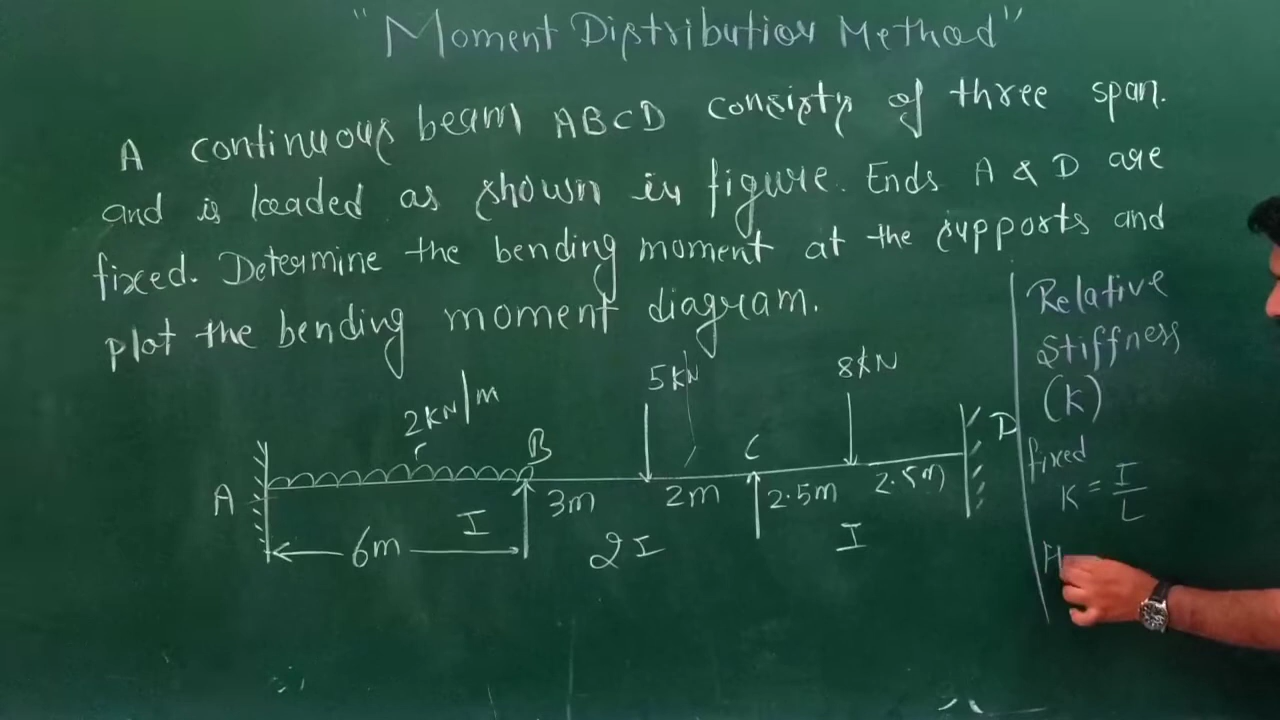 "Moment Distribution Method"
A continuous beam ABCD consists of three span.
and is loaded as shown in figure. Ends A & D are
fixed. Determine the bending moment at the supports and
plot the bending moment diagram.
Relative
Stiffness
(K)
fixed
K = I/L
H
2kN/m
5kN
8kN
A
B
C
D
3m
2m
2.5m
2.5m
I
6m
2I
I